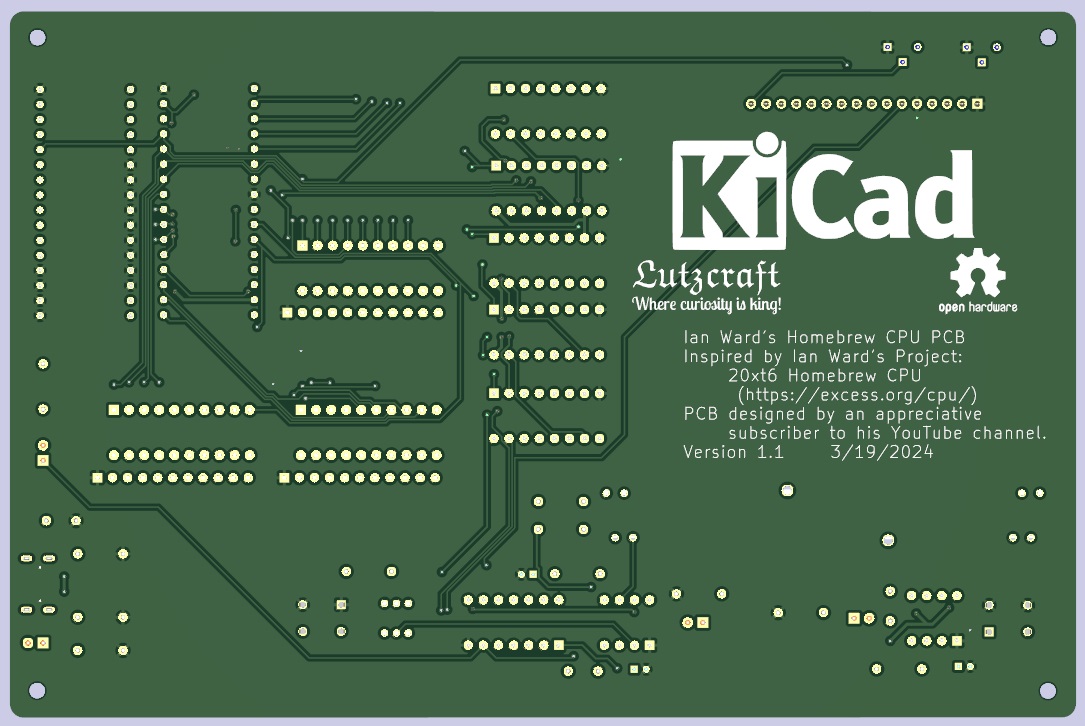 KiCad
Lutzcraft
Where curiosity is king!
open hardware
Ian Ward's Homebrew CPU PCB
Inspired by Ian Ward's Project:
20xt6 Homebrew CPU
(https://excess.org/cpu/)
PCB designed by an appreciative
subscriber to his YouTube channel.
Version 1.1 3/19/2024